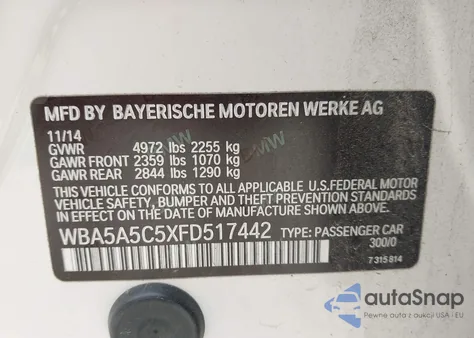 MFD BY BAYERISCHE MOTOREN WERKE AG
11/14
GVWR 4972 lbs 2255 kg
GAWR FRONT 2359 lbs 1070 kg
GAWR REAR 2844 lbs 1290 kg
THIS VEHICLE CONFORMS TO ALL APPLICABLE U.S.FEDERAL MOTOR
VEHICLE SAFETY, BUMPER, AND THEFT PREVENTION STANDARDS
IN EFFECT ON THE DATE OF MANUFACTURE SHOWN ABOVE.
WBA5A5C5XFD517442 TYPE: PASSENGER CAR
300/0
7315814
autoSnap
Pewne auta z aukcji USA i EU